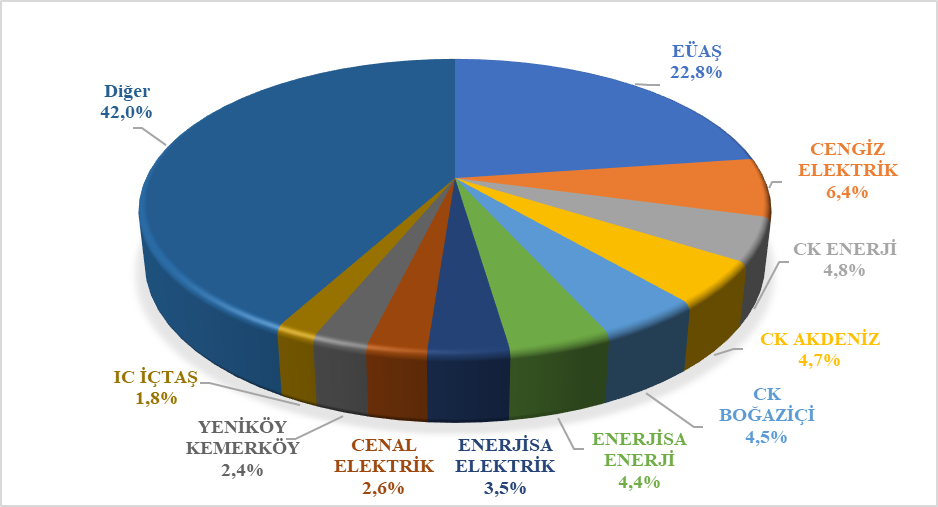 EÜAŞ
22,8%
CENGİZ
ELEKTRİK
6,4%
CK ENERJİ
4,8%
CK AKDENİZ
4,7%
CK
BOĞAZİÇİ
4,5%
ENERJİSA
ENERJİ
4,4%
ENERJİSA
ELEKTRİK
3,5%
CENAL
ELEKTRİK
2,6%
YENİKÖY
KEMERKÖY
2,4%
IC İÇTAŞ
1,8%
Diğer
42,0%